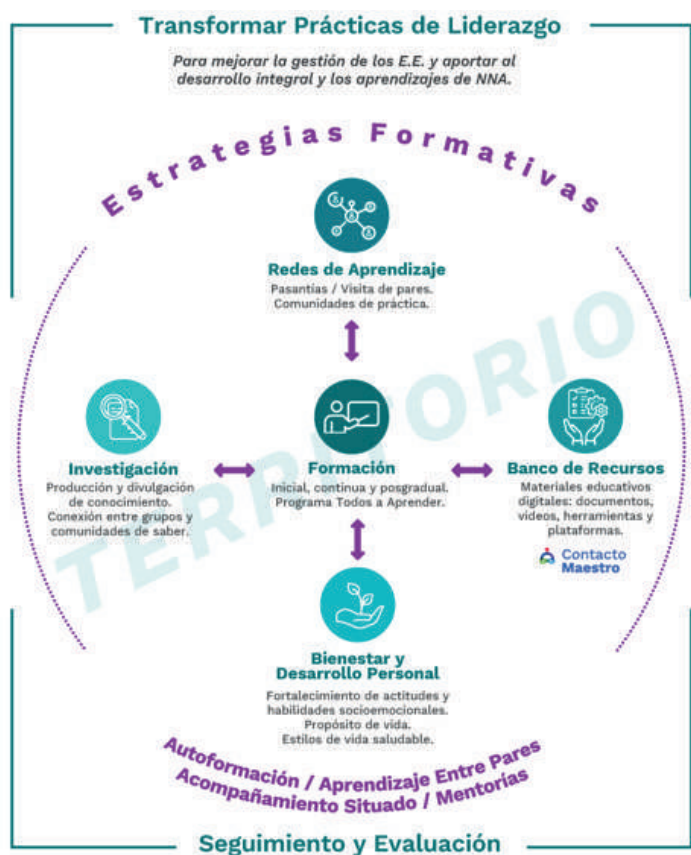 Transformar Prácticas de Liderazgo
Para mejorar la gestión de los E.E. y aportar al
desarrollo integral y los aprendizajes de NNA.
Estrategias Formativas
Redes de Aprendizaje
Pasantías / Visita de pares.
Comunidades de práctica.
TERRITORIO
Investigación
Producción y divulgación
de conocimiento.
Conexión entre grupos y
comunidades de saber.
Formación
Inicial, continua y posgradual.
Programa Todos a Aprender.
Banco de Recursos
Materiales educativos
digitales: documentos,
videos, herramientas y
plataformas.
Contacto
Maestro
Bienestar y
Desarrollo Personal
Fortalecimiento de actitudes y
habilidades socioemocionales.
Propósito de vida.
Estilos de vida saludable.
Autoformación / Aprendizaje Entre Pares
Acompañamiento Situado / Mentorías
Seguimiento y Evaluación